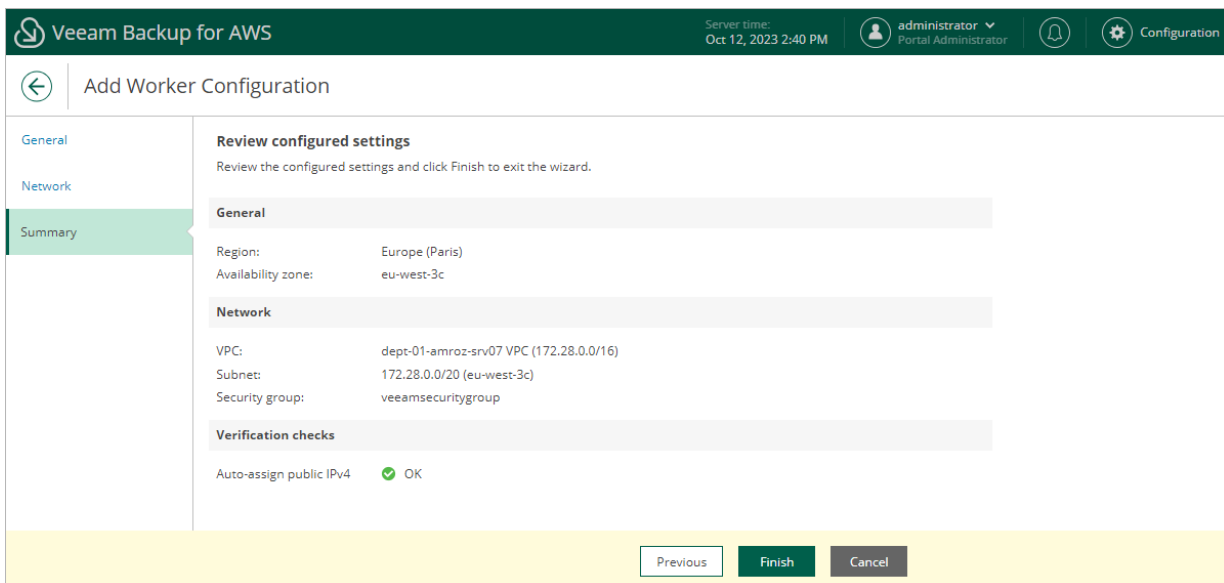 Veeam Backup for AWS
Server time:
Oct 12, 2023 2:40 PM
administrator
Portal Administrator
Configuration
Add Worker Configuration
General
Network
Summary
Review configured settings
Review the configured settings and click Finish to exit the wizard.
General
Region: Europe (Paris)
Availability zone: eu-west-3c
Network
VPC: dept-01-amroz-srv07 VPC (172.28.0.0/16)
Subnet: 172.28.0.0/20 (eu-west-3c)
Security group: veeamsecuritygroup
Verification checks
Auto-assign public IPv4 OK
Previous Finish Cancel